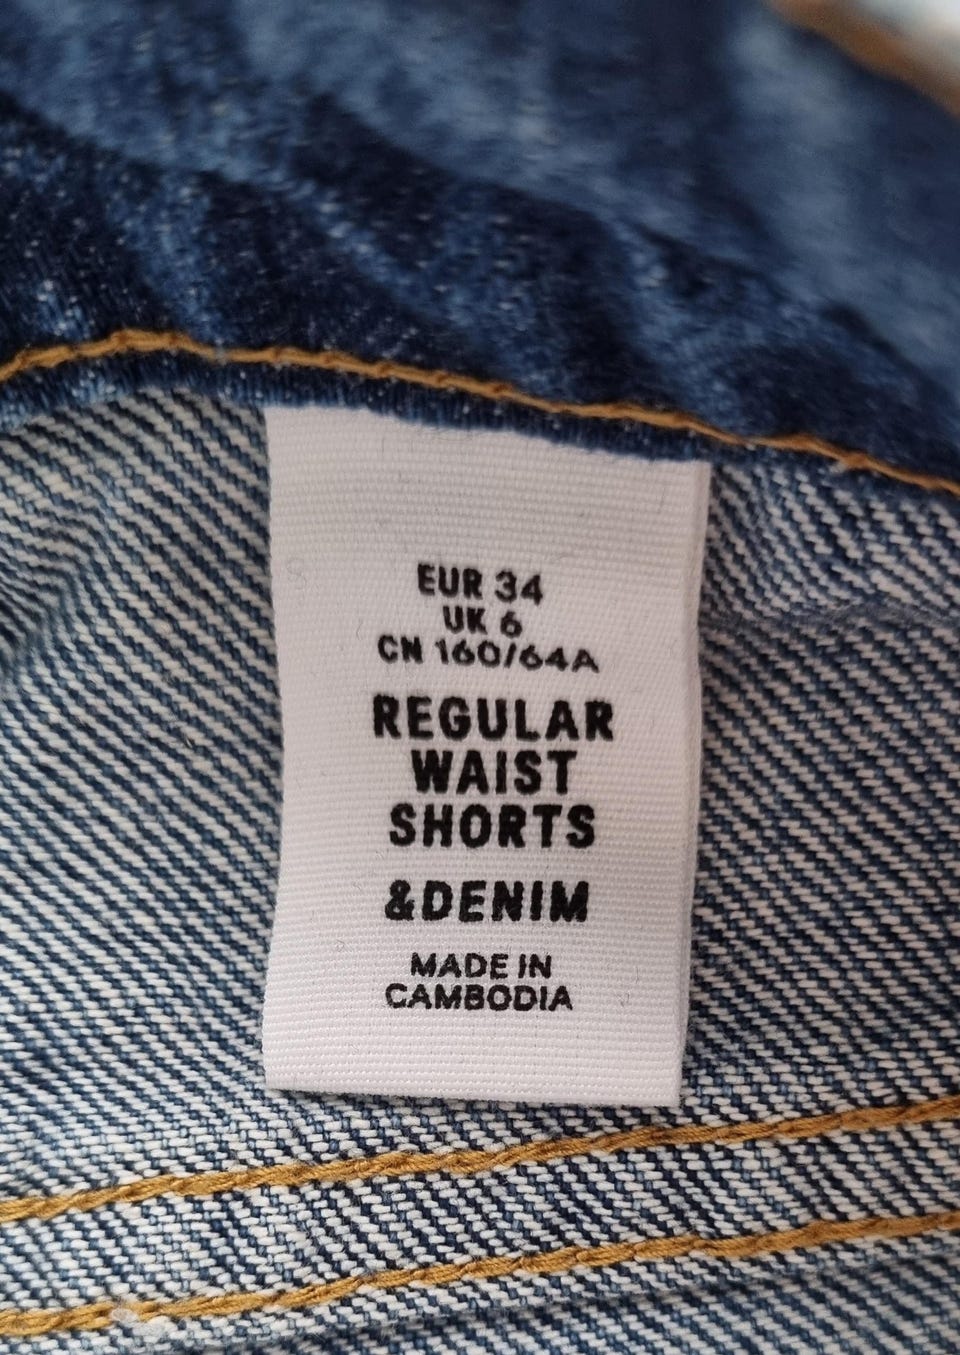 EUR 34
UK 6
CN 160/64A
REGULAR
WAIST
SHORTS
&DENIM
MADE IN
CAMBODIA